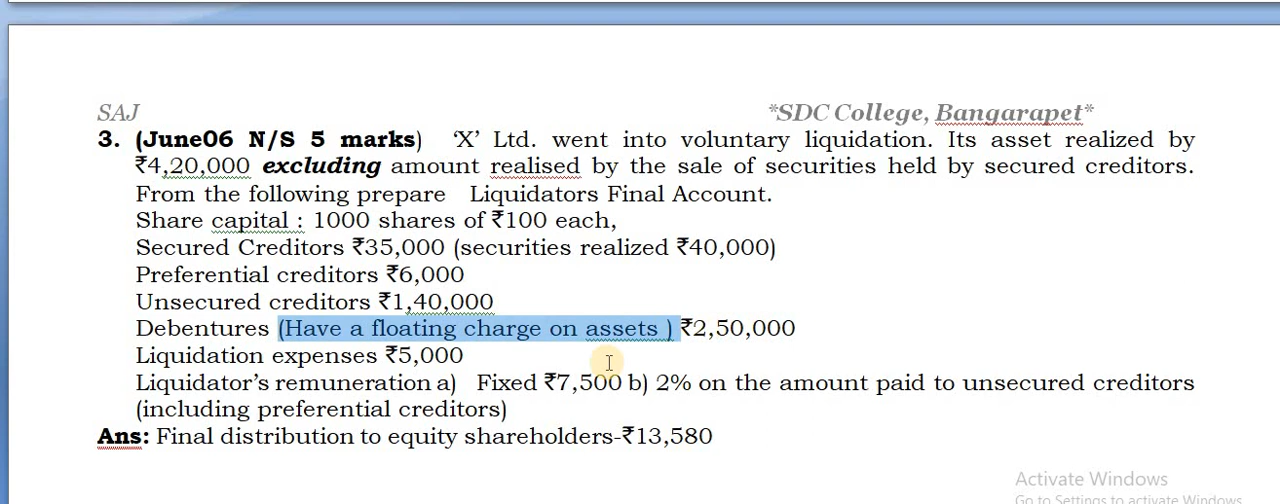 SAJ *SDC College, Bangarapet*
3. (June06 N/S 5 marks) ‘X’ Ltd. went into voluntary liquidation. Its asset realized by
₹4,20,000 excluding amount realised by the sale of securities held by secured creditors.
From the following prepare Liquidators Final Account.
Share capital : 1000 shares of ₹100 each,
Secured Creditors ₹35,000 (securities realized ₹40,000)
Preferential creditors ₹6,000
Unsecured creditors ₹1,40,000
Debentures (Have a floating charge on assets ) ₹2,50,000
Liquidation expenses ₹5,000
Liquidator’s remuneration a) Fixed ₹7,500 b) 2% on the amount paid to unsecured creditors
(including preferential creditors)
Ans: Final distribution to equity shareholders-₹13,580
Activate Windows
Go to Settings to activate Windows.